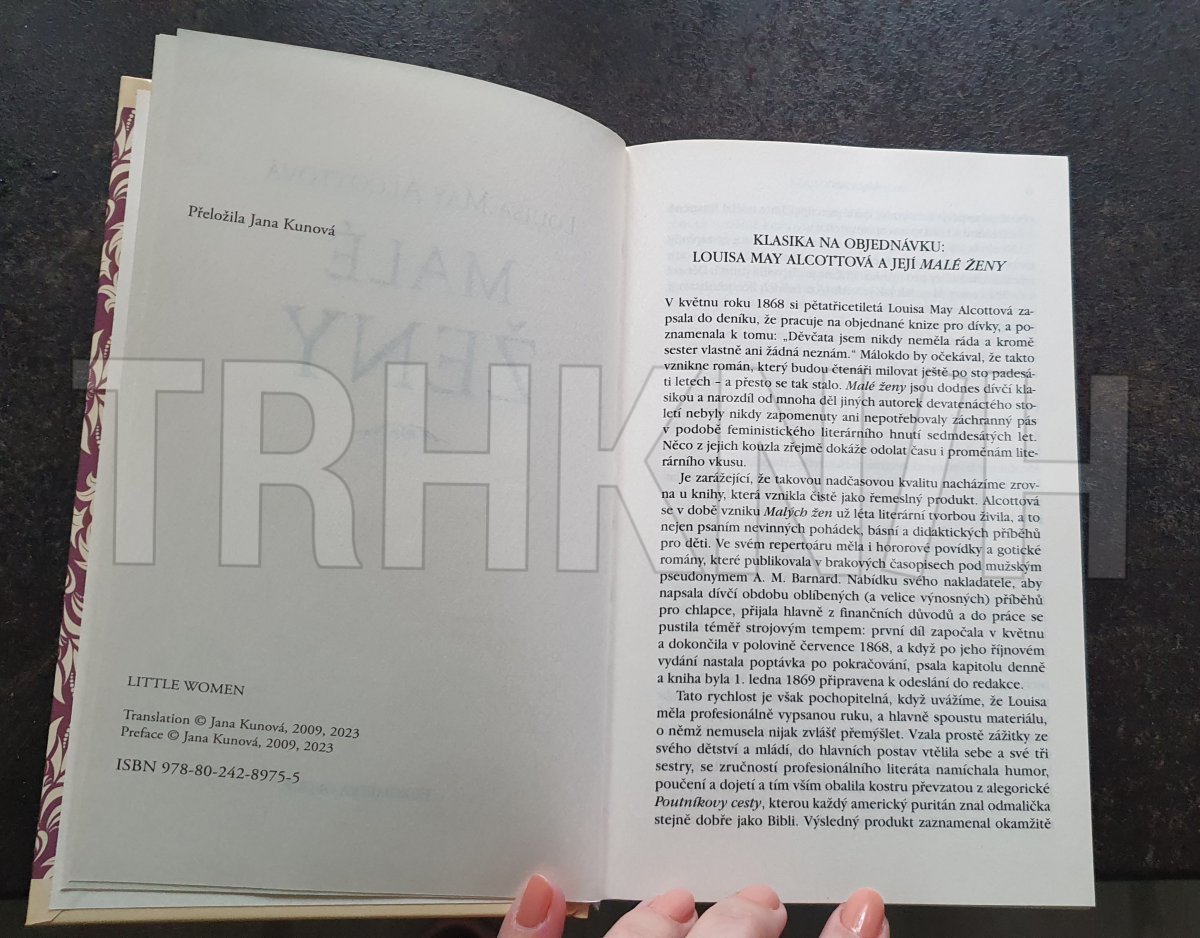 Přeložila Jana Kunová
LITTLE WOMEN
Translation © Jana Kunová, 2009, 2023
Preface © Jana Kunová, 2009, 2023
ISBN 978-80-242-8975-5
KLASIKA NA OBJEDNÁVKU:
LOUISA MAY ALCOTTOVÁ A JEJÍ MALÉ ŽENY
V květnu roku 1868 si pětatřicetiletá Louisa May Alcottová za-
psala do deníku, že pracuje na objednané knize pro dívky, a po-
znamenala k tomu: „Děvčata jsem nikdy neměla ráda a kromě
sester vlastně ani žádná neznám.“ Málokdo by očekával, že takto
vznikne román, který budou čtenáři milovat ještě po sto padesá-
ti letech – a přesto se tak stalo. Malé ženy jsou dodnes dívčí kla-
sikou a narozdíl od mnoha děl jiných autorek devatenáctého sto-
letí nebyly nikdy zapomenuty ani nepotřebovaly záchranný pás
v podobě feministického literárního hnutí sedmdesátých let.
Něco z jejich kouzla zřejmě dokáže odolat času i proměnám lite-
rárního vkusu.
Je zarážející, že takovou nadčasovou kvalitu nacházíme zrov-
na u knihy, která vznikla čistě jako řemeslný produkt. Alcottová
se v době vzniku Malých žen už léta literární tvorbou živila, a to
nejen psaním nevinných pohádek, básní a didaktických příběhů
pro děti. Ve svém repertoáru měla i hororové povídky a gotické
romány, které publikovala v brakových časopisech pod mužským
pseudonymem A. M. Barnard. Nabídku svého nakladatele, aby
napsala dívčí obdobu oblíbených (a velice výnosných) příběhů
pro chlapce, přijala hlavně z finančních důvodů a do práce se
pustila téměř strojovým tempem: první díl započala v květnu
a dokončila v polovině července 1868, a když po jeho říjnovém
vydání nastala poptávka po pokračování, psala kapitolu denně
a kniha byla 1. ledna 1869 připravena k odeslání do redakce.
Tato rychlost je však pochopitelná, když uvážíme, že Louisa
měla profesionálně vypsanou ruku, a hlavně spoustu materiálu,
o němž nemusela nijak zvlášť přemýšlet. Vzala prostě zážitky ze
svého dětství a mládí, do hlavních postav vtělila sebe a své tři
sestry, se zručností profesionálního literáta namíchala humor,
poučení a dojetí a tím vším obalila kostru převzatou z alegorické
Poutníkovy cesty, kterou každý americký puritán znal odmalička
stejně dobře jako Bibli. Výsledný produkt zaznamenal okamžitě
LOUISA MAY ALCOTTOVÁ
MALÉ
ŽENY
TRHKNIH